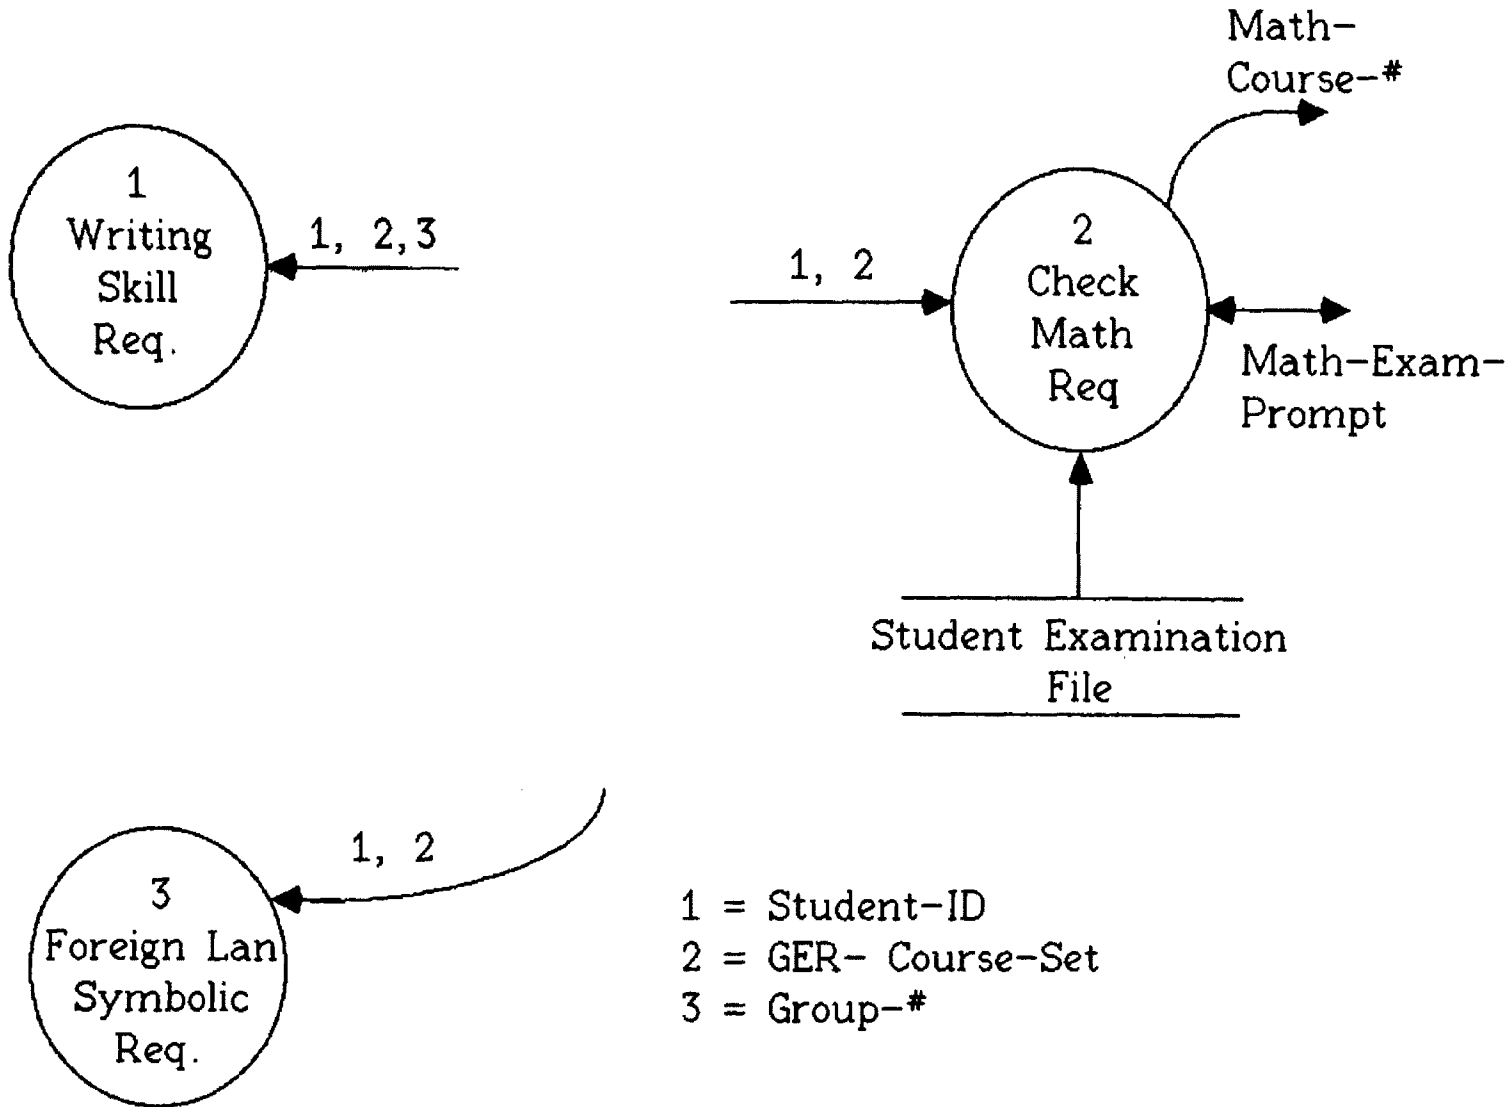 Math-
Course-#
1
Writing
Skill
Req.
1, 2,3
1, 2
2
Check
Math
Req
Math-Exam-
Prompt
Student Examination
File
1, 2
3
Foreign Lan
Symbolic
Req.
1 = Student-ID
2 = GER- Course-Set
3 = Group-#